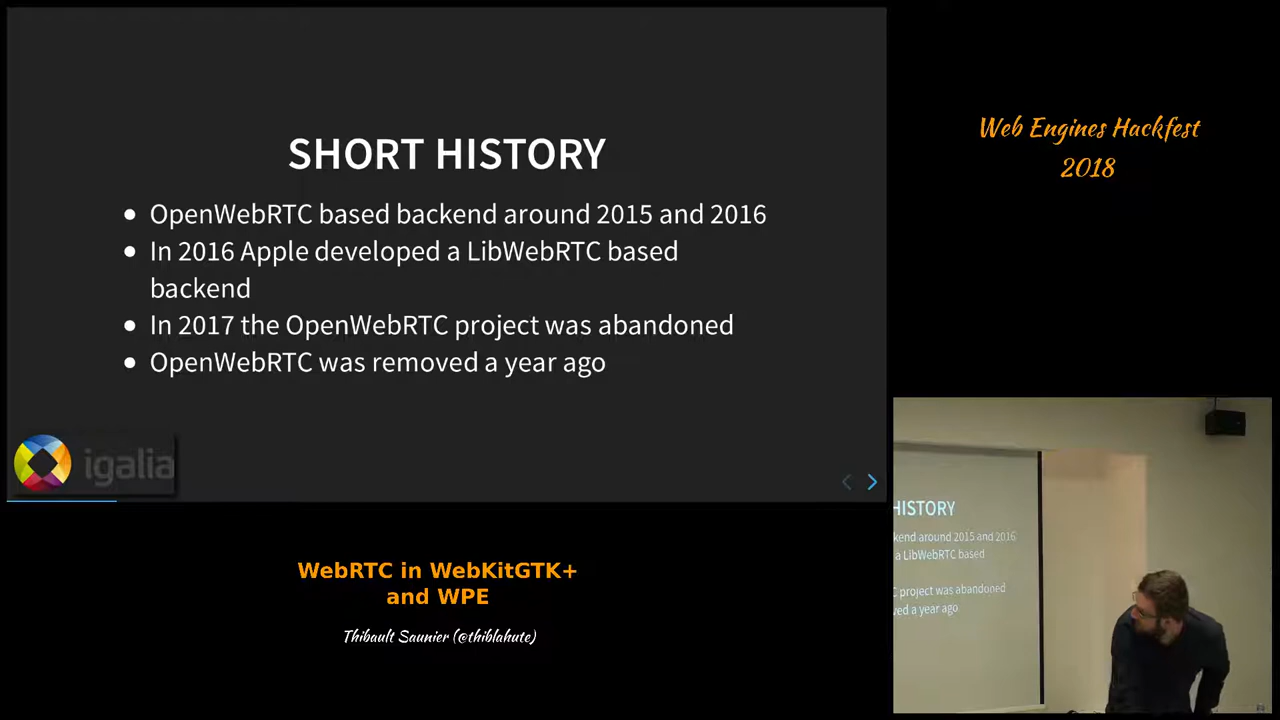 SHORT HISTORY
OpenWebRTC based backend around 2015 and 2016
In 2016 Apple developed a LibWebRTC based
backend
In 2017 the OpenWebRTC project was abandoned
OpenWebRTC was removed a year ago
igalia
Web Engines Hackfest
2018
WebRTC in WebKitGTK+
and WPE
Thibault Saunier (@thiblahute)
HISTORY
kend around 2015 and 2016
a LibWebRTC based
C project was abandoned
ved a year ago